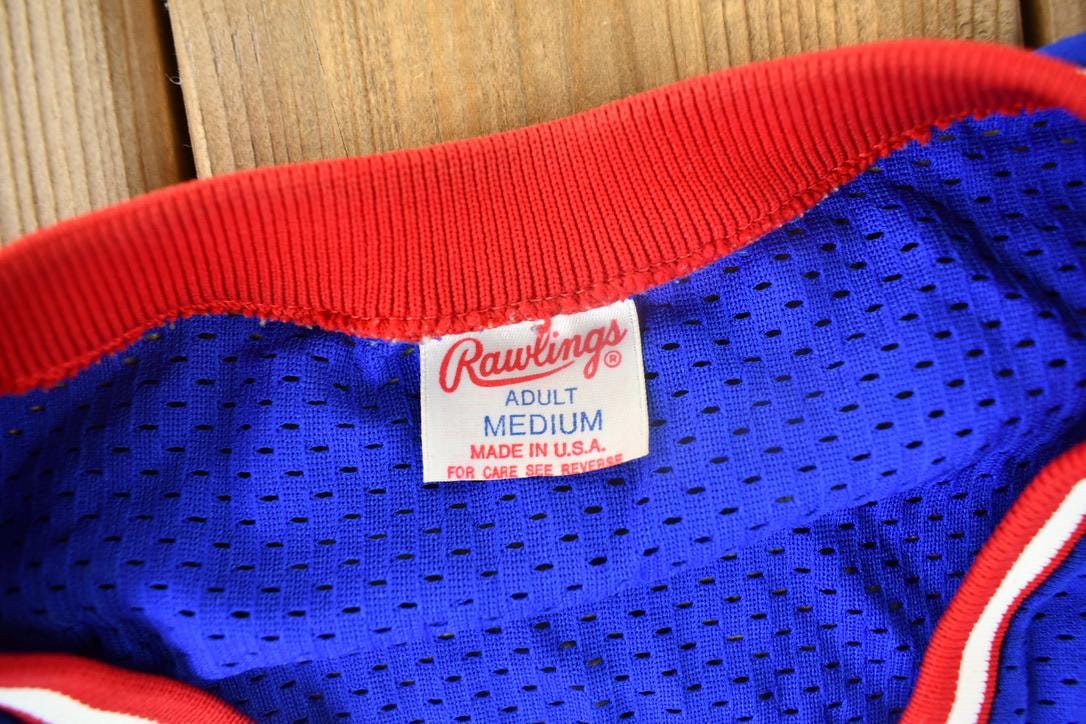 Rawlings®
ADULT
MEDIUM
MADE IN U.S.A.
FOR CARE SEE REVERSE